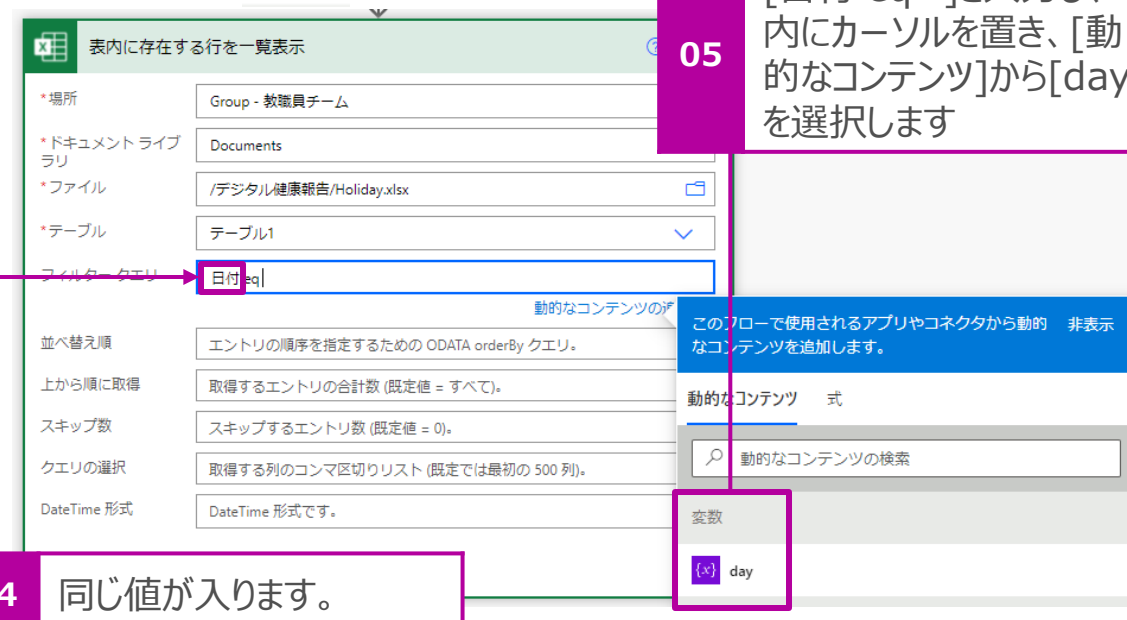 表内に存在する行を一覧表示
05
内にカーソルを置き、[動
的なコンテンツ]から[day
を選択します
*場所
Group - 教職員チーム
*ドキュメント ライブ
ラリ
Documents
*ファイル
/デジタル健康報告/Holiday.xlsx
*テーブル
テーブル1
フィルター クエリ
日付 eq
動的なコンテンツの追
並べ替え順
エントリの順序を指定するための ODATA orderBy クエリ。
上から順に取得
取得するエントリの合計数 (既定値 = すべて)。
スキップ数
スキップするエントリ数 (既定値 = 0)。
クエリの選択
取得する列のコンマ区切りリスト (既定では最初の 500 列)。
DateTime 形式
DateTime 形式です。
このフローで使用されるアプリやコネクタから動的
なコンテンツを追加します。
非表示
動的なコンテンツ
式
動的なコンテンツの検索
変数
{x} day
4
同じ値が入ります。